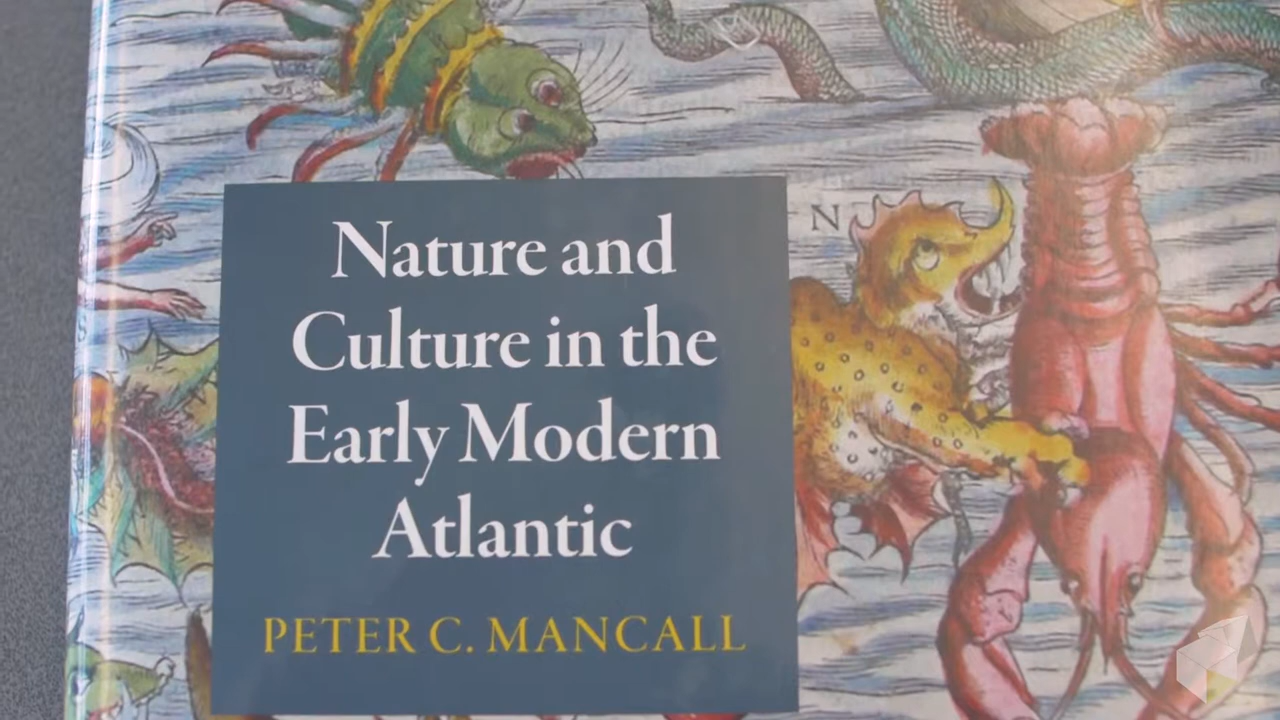 Nature and
Culture in the
Early Modern
Atlantic
PETER C. MANCALL
N